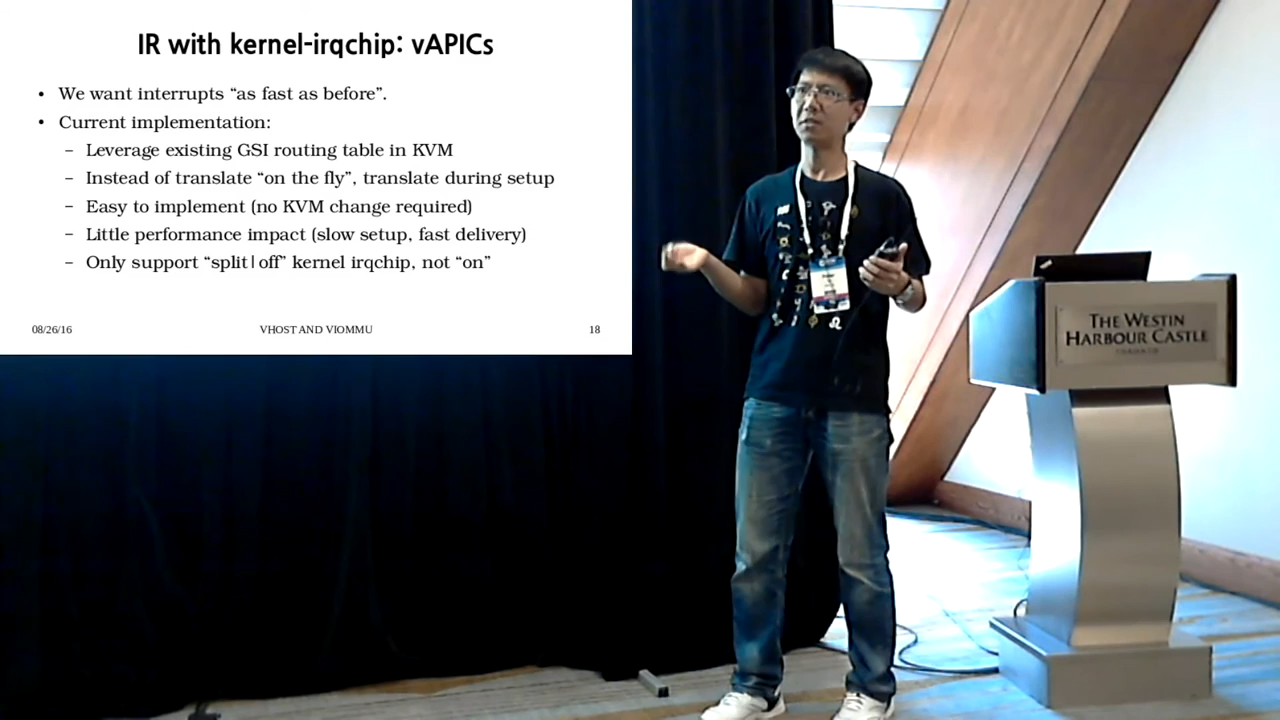 IR with kernel-irqchip: vAPICs
• We want interrupts “as fast as before”.
• Current implementation:
– Leverage existing GSI routing table in KVM
– Instead of translate “on the fly”, translate during setup
– Easy to implement (no KVM change required)
– Little performance impact (slow setup, fast delivery)
– Only support “split|off” kernel irqchip, not “on”
08/26/16
VHOST AND VIOMMU
18
THE WESTIN
HARBOUR CASTLE